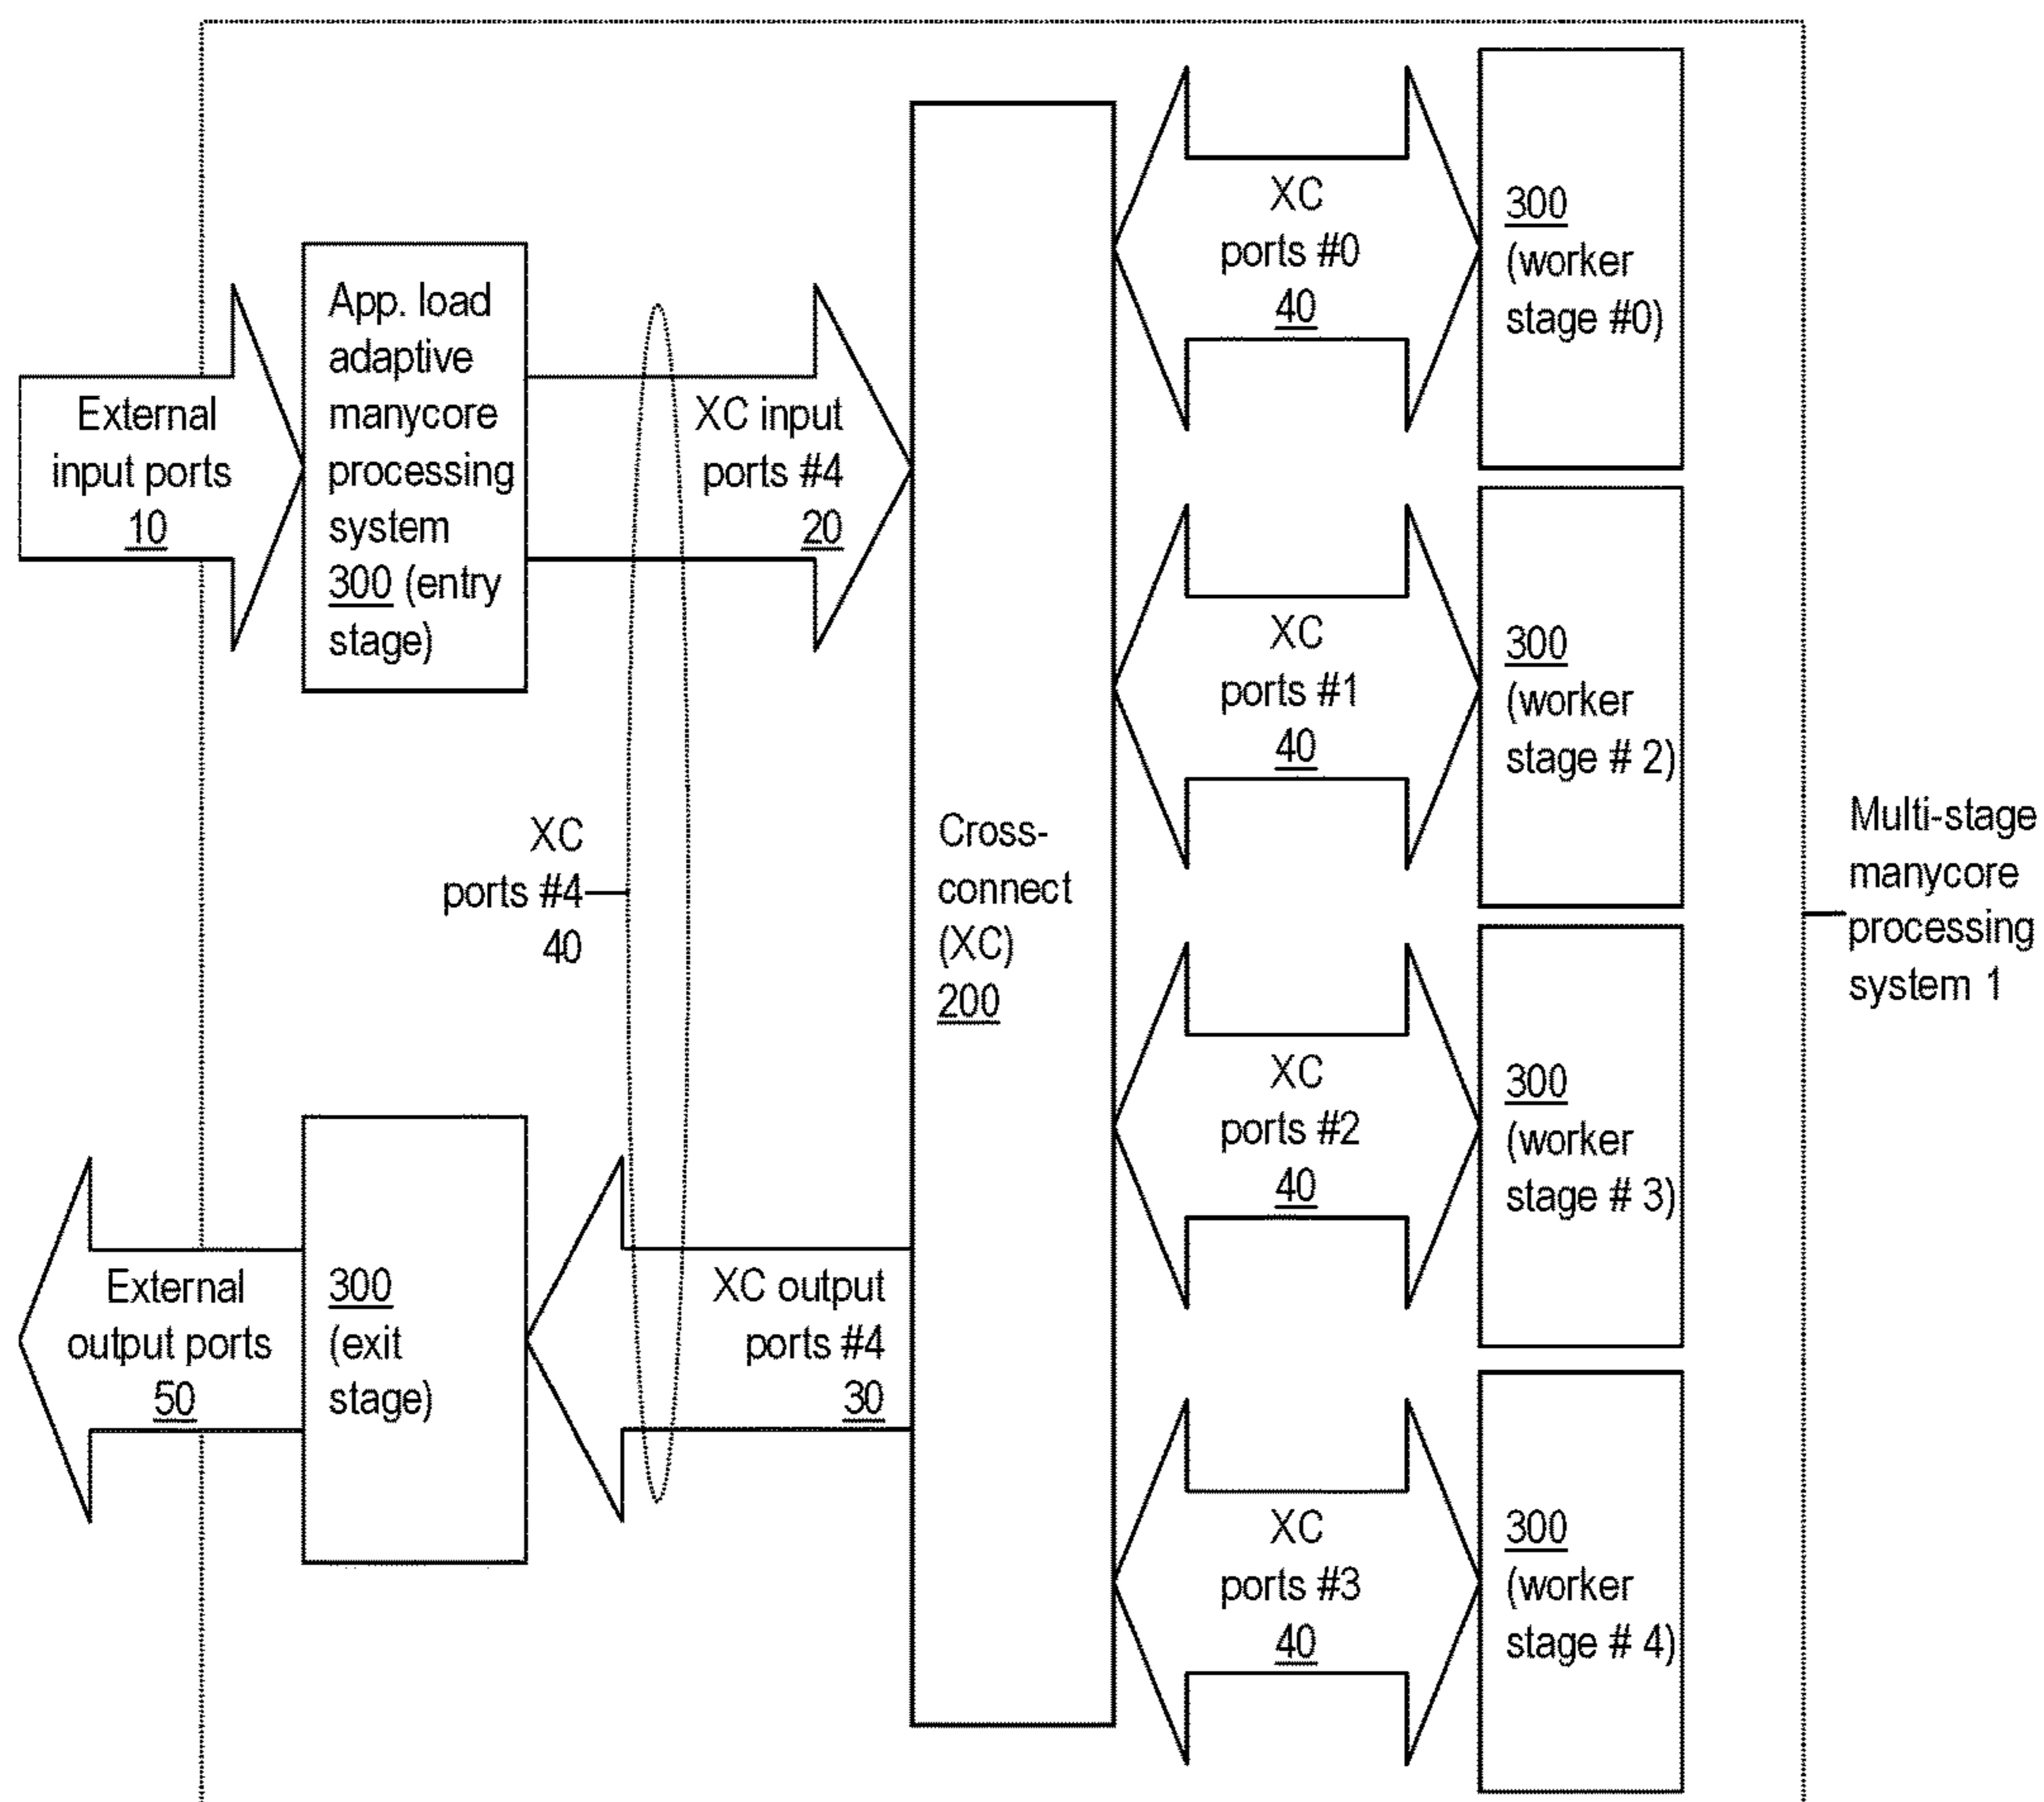 External
input ports
10
App. load
adaptive
manycore
processing
system
300 (entry
stage)
XC input
ports #4
20
XC
ports #4
40
External
output ports
50
300
(exit
stage)
XC output
ports #4
30
Cross-
connect
(XC)
200
XC
ports #0
40
300
(worker
stage #0)
XC
ports #1
40
300
(worker
stage # 2)
XC
ports #2
40
300
(worker
stage # 3)
XC
ports #3
40
300
(worker
stage # 4)
Multi-stage
manycore
processing
system 1